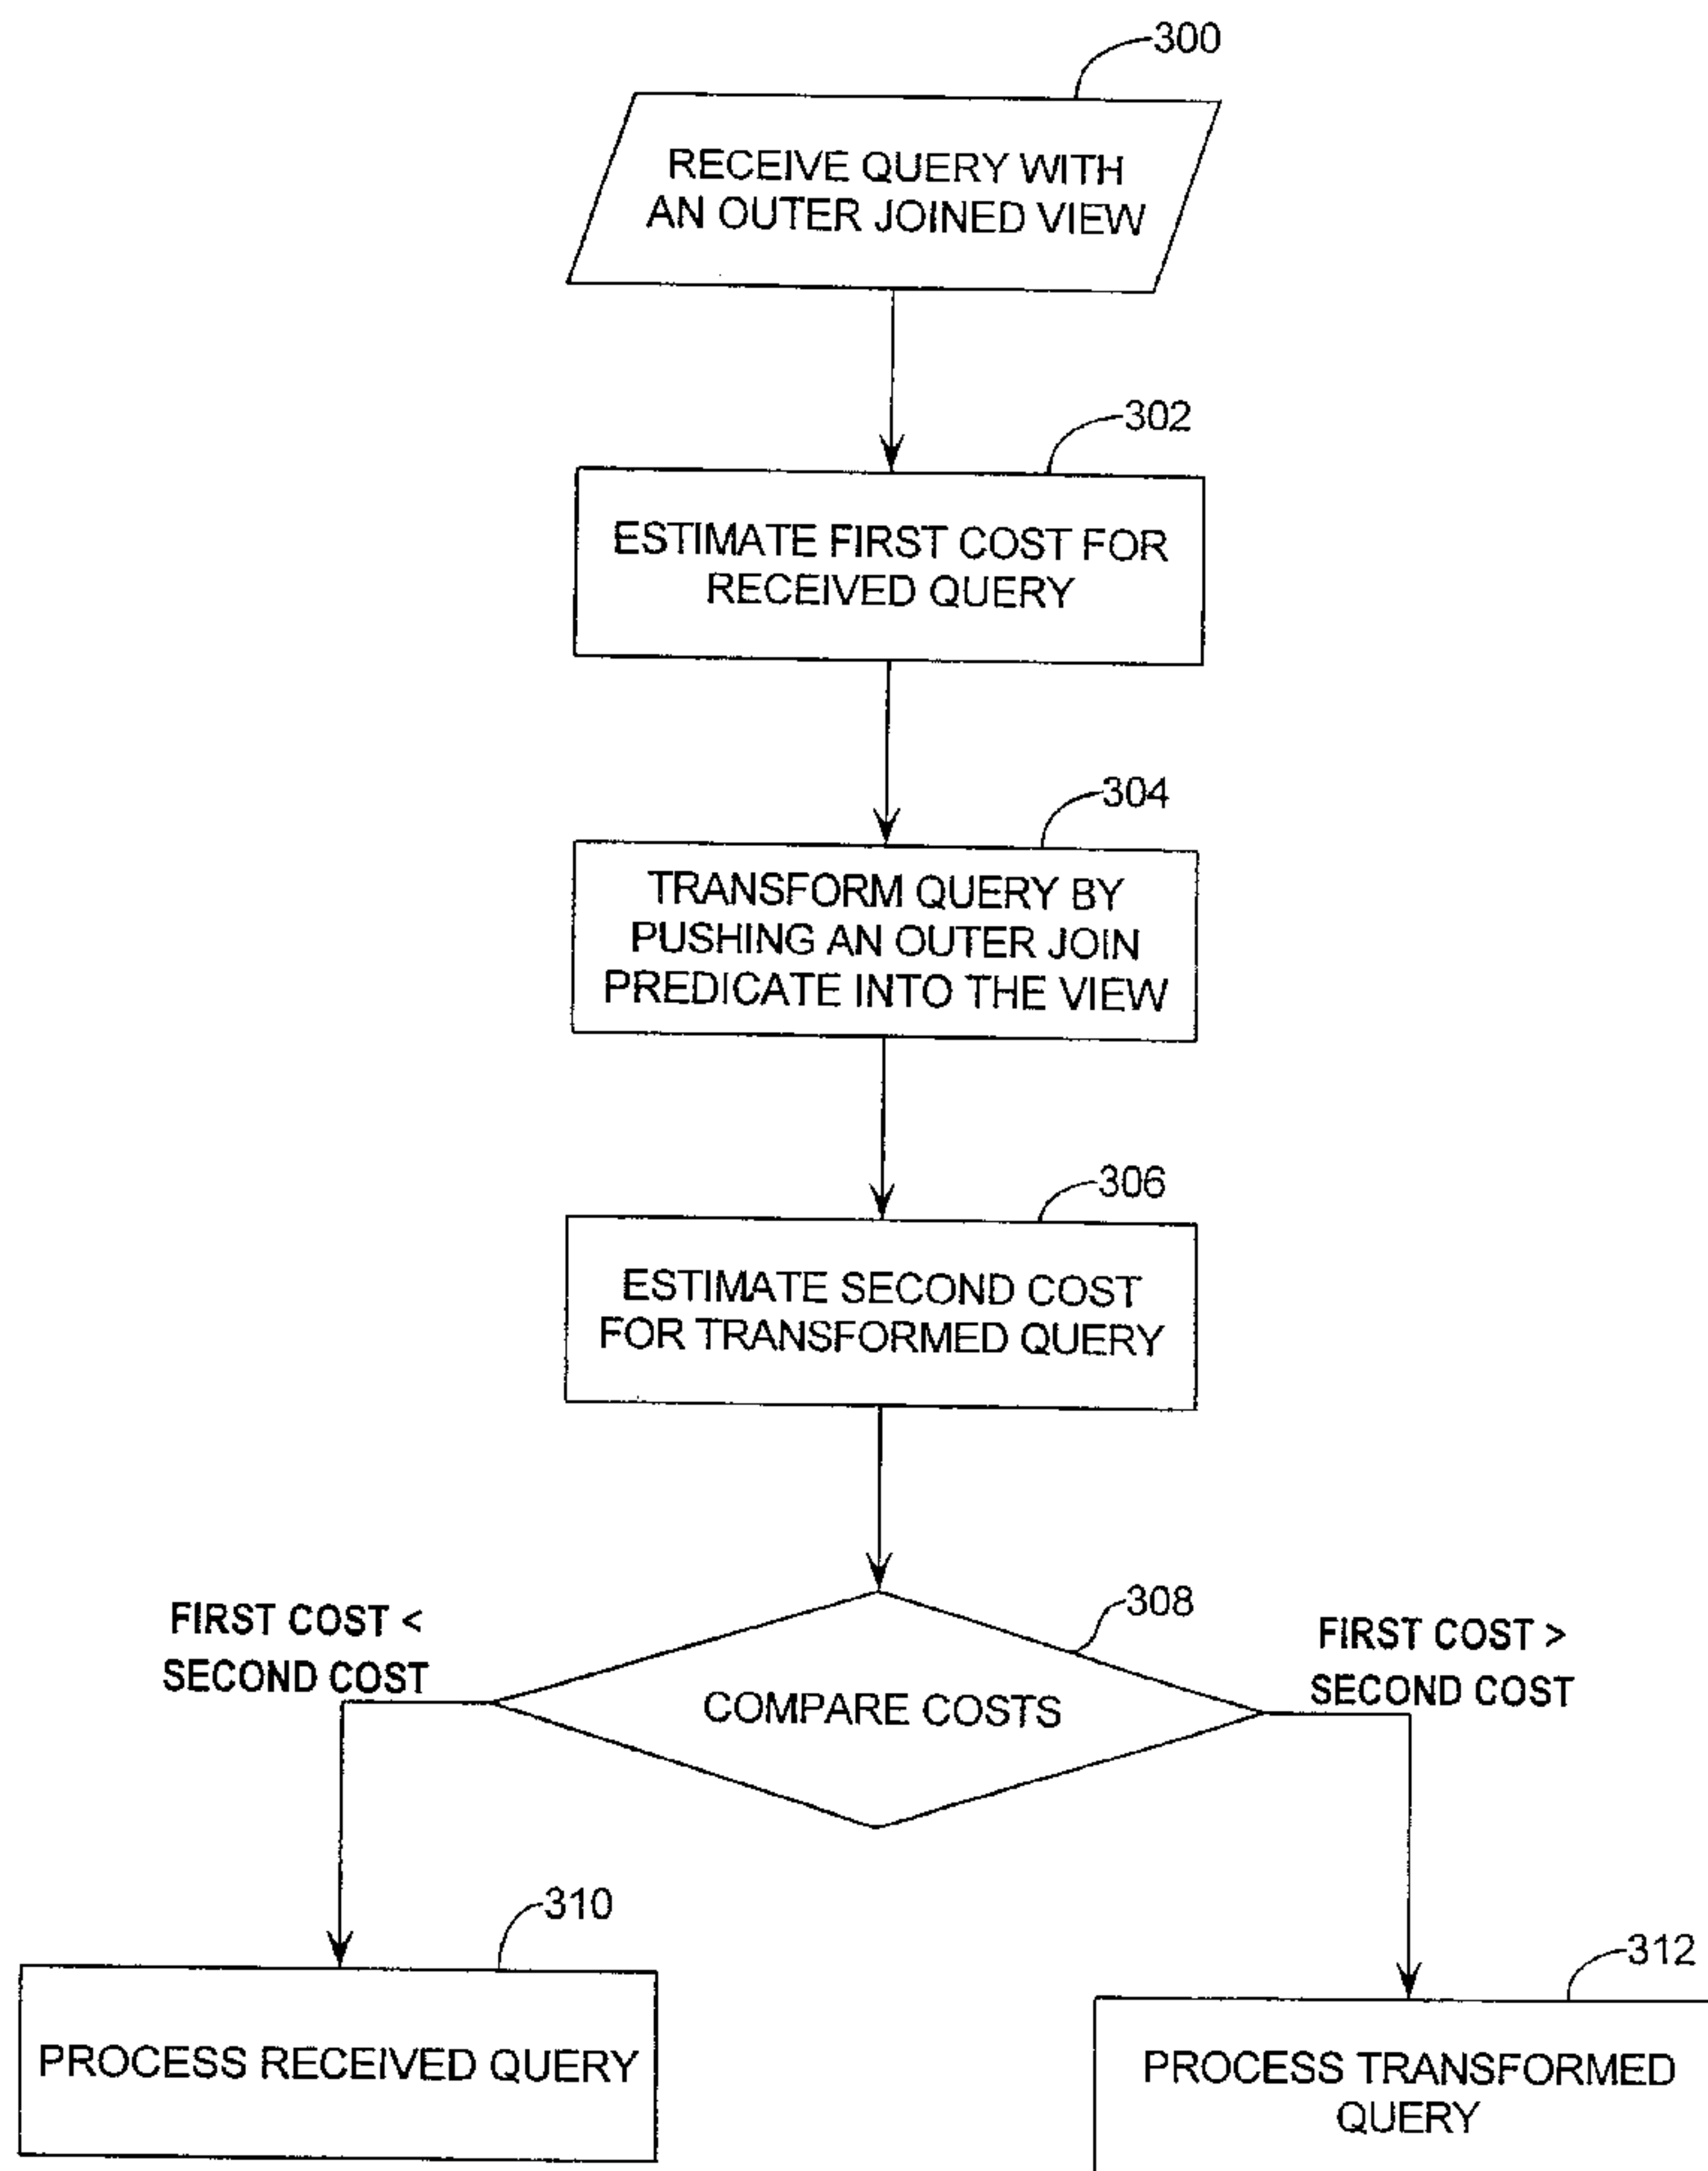 300
RECEIVE QUERY WITH
AN OUTER JOINED VIEW
302
ESTIMATE FIRST COST FOR
RECEIVED QUERY
304
TRANSFORM QUERY BY
PUSHING AN OUTER JOIN
PREDICATE INTO THE VIEW
306
ESTIMATE SECOND COST
FOR TRANSFORMED QUERY
308
FIRST COST <
SECOND COST
COMPARE COSTS
FIRST COST >
SECOND COST
310
PROCESS RECEIVED QUERY
312
PROCESS TRANSFORMED
QUERY